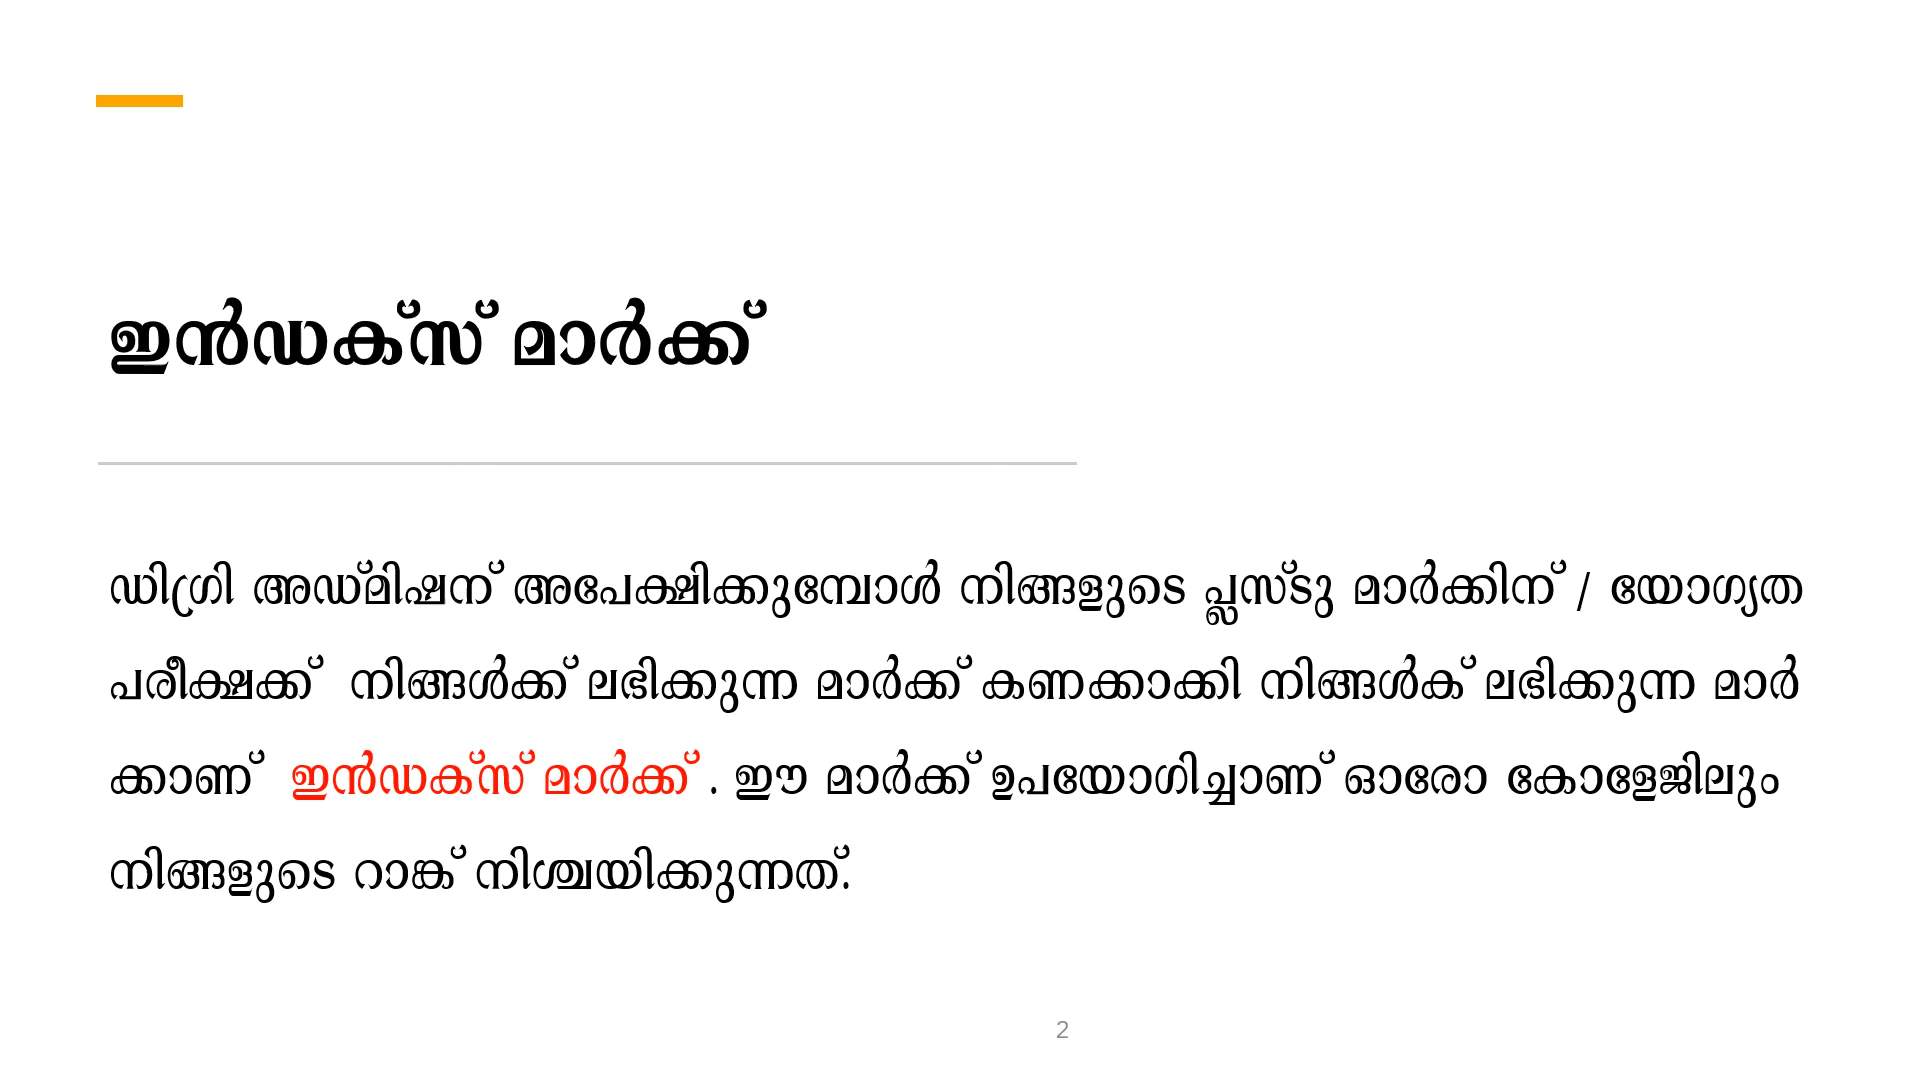 ഇൻഡക്സ് മാർക്ക്
ഡിഗ്രി അഡ്മിഷന് അപേക്ഷിക്കുമ്പോൾ നിങ്ങളുടെ പ്ലസ്ടു മാർക്കിന് / യോഗ്യത
പരീക്ഷക്ക് നിങ്ങൾക്ക് ലഭിക്കുന്ന മാർക്ക് കണക്കാക്കി നിങ്ങൾക് ലഭിക്കുന്ന മാർ
ക്കാണ് ഇൻഡക്സ് മാർക്ക് . ഈ മാർക്ക് ഉപയോഗിച്ചാണ് ഓരോ കോളേജിലും
നിങ്ങളുടെ റാങ്ക് നിശ്ചയിക്കുന്നത്.
2